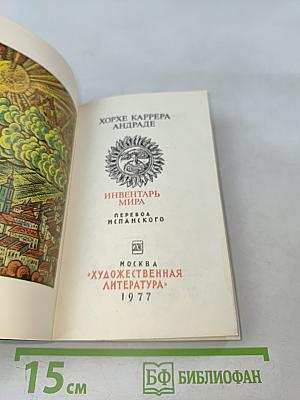 ХОРХЕ КАРРЕРА
АНДРАДЕ
ИНВЕНТАРЬ
МИРА
ПЕРЕВОД
ИСПАНСКОГО
МОСКВА
«ХУДОЖЕСТВЕННАЯ
ЛИТЕРАТУРА»
1977
15 см
БФ БИБЛИОФАН